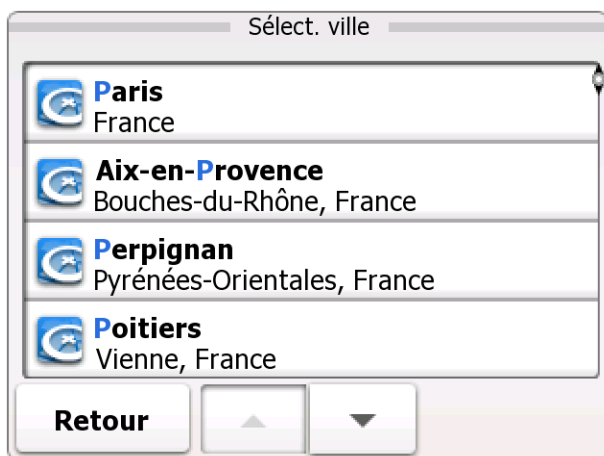 Sélect. ville
Paris
France
Aix-en-Provence
Bouches-du-Rhône, France
Perpignan
Pyrénées-Orientales, France
Poitiers
Vienne, France
Retour